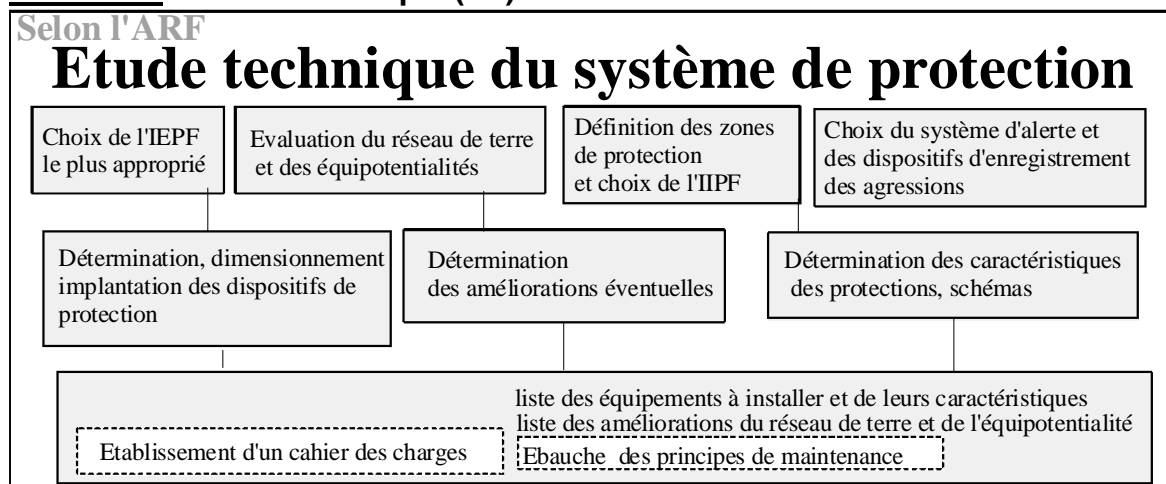 Selon l'ARF
Etude technique du système de protection
Choix de l'IEPF
le plus approprié
Evaluation du réseau de terre
et des équipotentialités
Définition des zones
de protection
et choix de l'IIPF
Choix du système d'alerte et
des dispositifs d'enregistrement
des agressions
Détermination, dimensionnement
implantation des dispositifs de
protection
Détermination
des améliorations éventuelles
Détermination des caractéristiques
des protections, schémas
liste des équipements à installer et de leurs caractéristiques
liste des améliorations du réseau de terre et de l'équipotentialité
Etablissement d'un cahier des charges
Ebauche des principes de maintenance